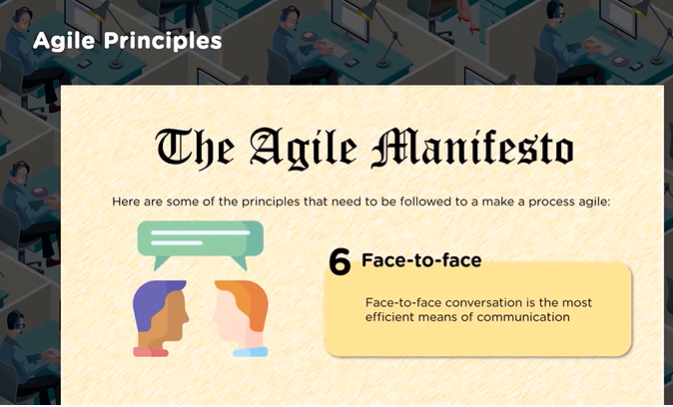 Agile Principles
The Agile Manifesto
Here are some of the principles that need to be followed to a make a process agile:
6 Face-to-face
Face-to-face conversation is the most
efficient means of communication